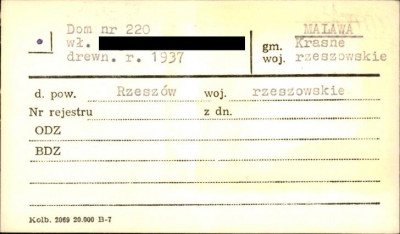 Dom nr 220 MALAWA
wł. gm. Krasne
drewn. r. 1937 woj. rzeszowskie
d. pow. Rzeszów woj. rzeszowskie
Nr rejestru z dn.
ODZ
BDZ
Kolb. 2069 20.000 B-7